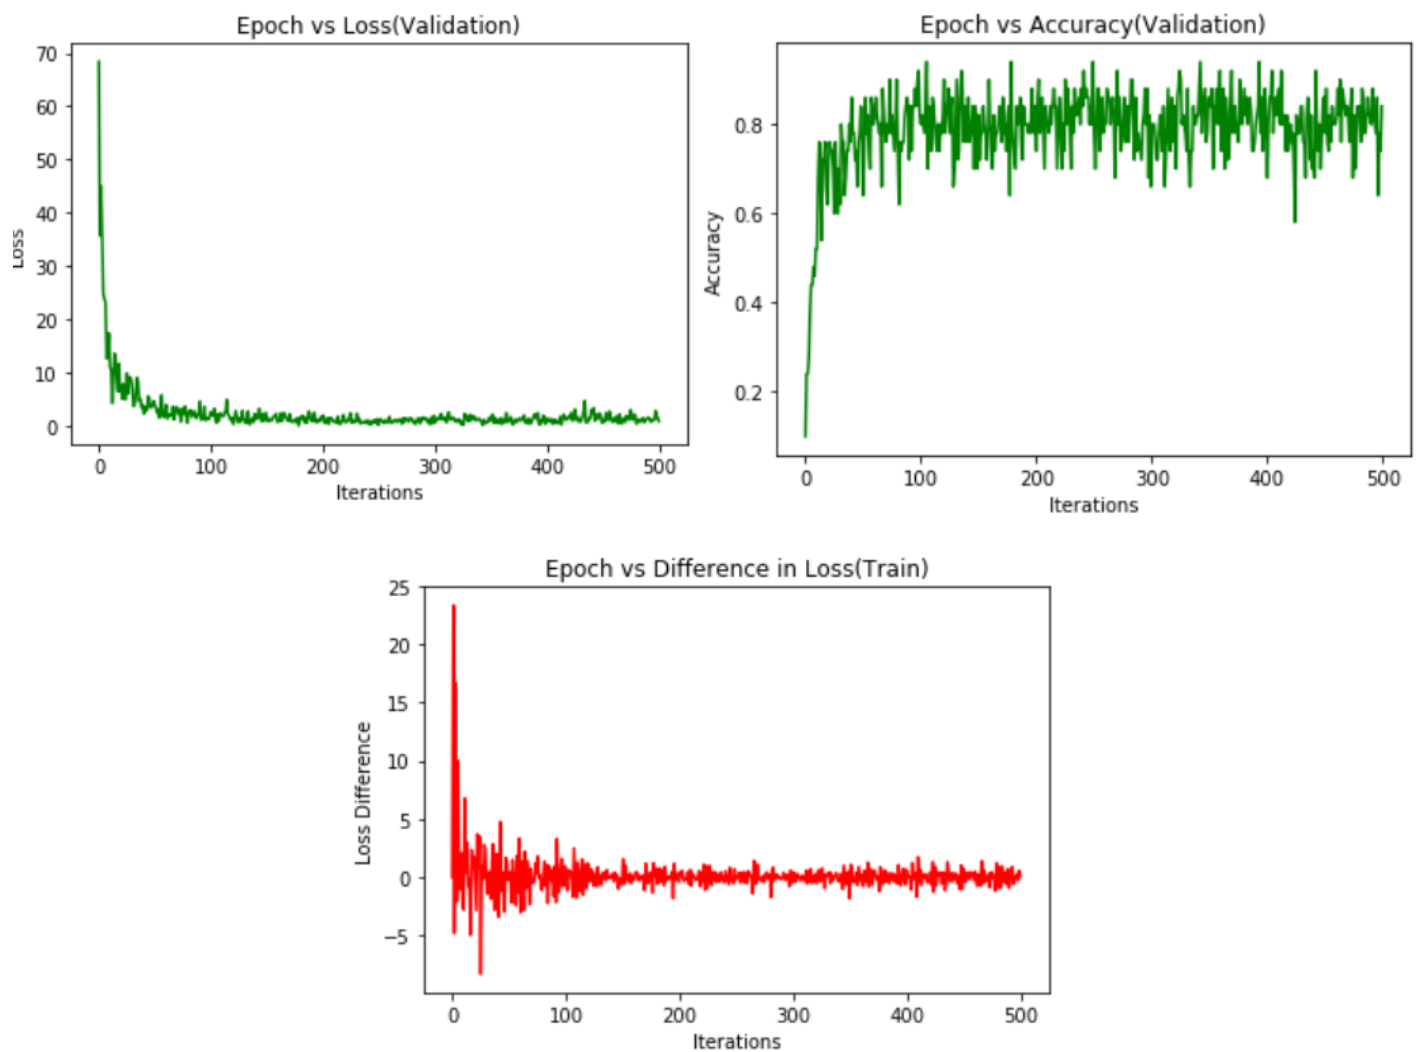 Epoch vs Loss(Validation)
70
60
50
40
30
20
10
0
Loss
0 100 200 300 400 500
Iterations
Epoch vs Accuracy(Validation)
0.8
0.6
0.4
0.2
Accuracy
0 100 200 300 400 500
Iterations
Epoch vs Difference in Loss(Train)
25
20
15
10
5
0
−5
Loss Difference
0 100 200 300 400 500
Iterations